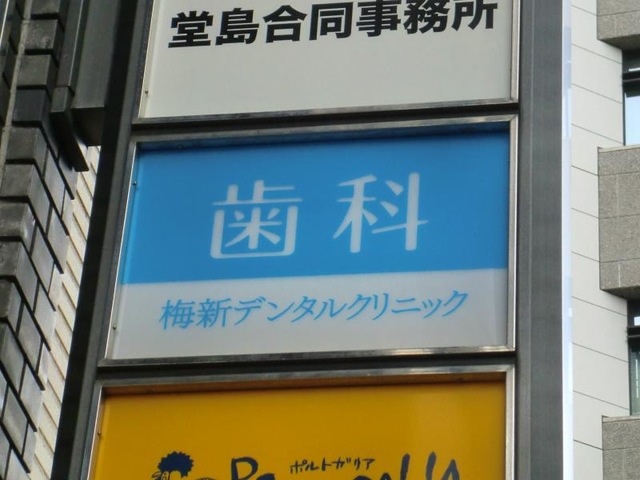 堂島合同事務所
歯科
梅新デンタルクリニック
ポルトガリア